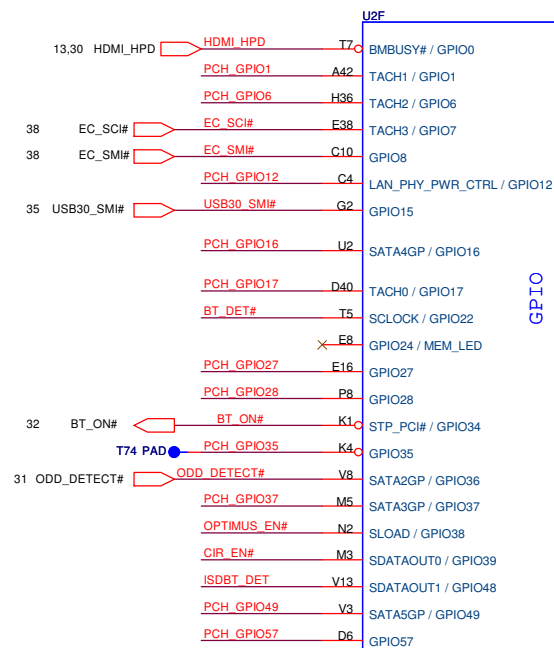 U2F
13,30 HDMI_HPD HDMI_HPD T7 BMBUSY# / GPIO0
PCH_GPIO1 A42 TACH1 / GPIO1
PCH_GPIO6 H36 TACH2 / GPIO6
38 EC_SCI# EC_SCI# E38 TACH3 / GPIO7
38 EC_SMI# EC_SMI# C10 GPIO8
PCH_GPIO12 C4 LAN_PHY_PWR_CTRL / GPIO12
35 USB30_SMI# USB30_SMI# G2 GPIO15
PCH_GPIO16 U2 SATA4GP / GPIO16
GPIO
PCH_GPIO17 D40 TACH0 / GPIO17
BT_DET# T5 SCLOCK / GPIO22
E8 GPIO24 / MEM_LED
PCH_GPIO27 E16 GPIO27
PCH_GPIO28 P8 GPIO28
32 BT_ON# BT_ON# K1 STP_PCI# / GPIO34
T74 PAD PCH_GPIO35 K4 GPIO35
31 ODD_DETECT# ODD_DETECT# V8 SATA2GP / GPIO36
PCH_GPIO37 M5 SATA3GP / GPIO37
OPTIMUS_EN# N2 SLOAD / GPIO38
CIR_EN# M3 SDATAOUT0 / GPIO39
ISDBT_DET V13 SDATAOUT1 / GPIO48
PCH_GPIO49 V3 SATA5GP / GPIO49
PCH_GPIO57 D6 GPIO57